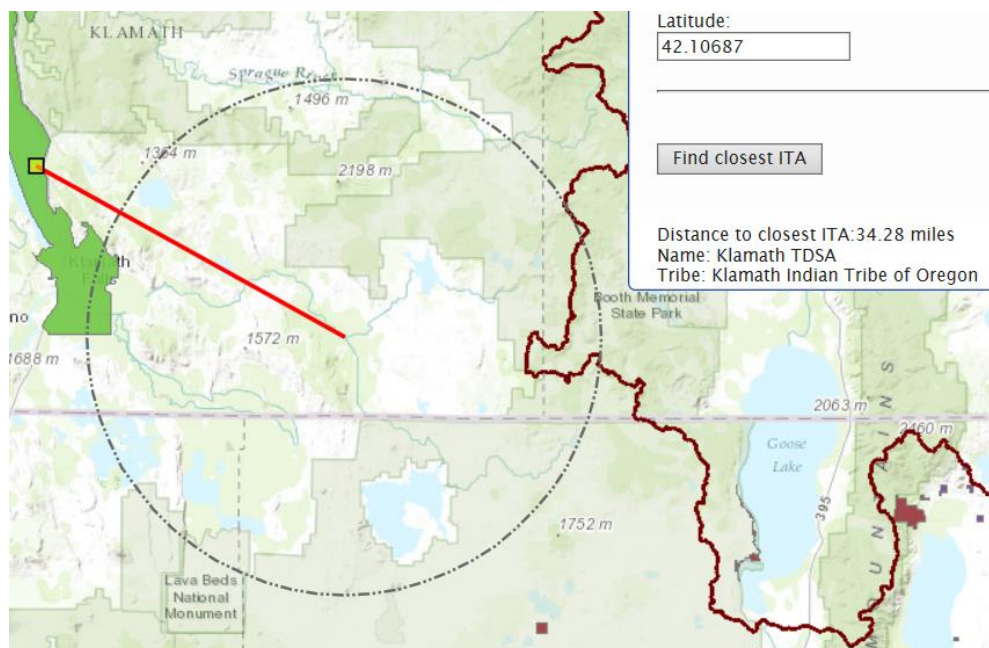 KLAMATH
Sprague River
1496 m
1364 m
2198 m
Klamath
no
1572 m
1688 m
Booth Memorial
State Park
2063 m
2460 m
Goose
Lake
395
1752 m
Lava Beds
National
Monument
M U N
A I N S
Latitude:
42.10687
Find closest ITA
Distance to closest ITA:34.28 miles
Name: Klamath TDSA
Tribe: Klamath Indian Tribe of Oregon